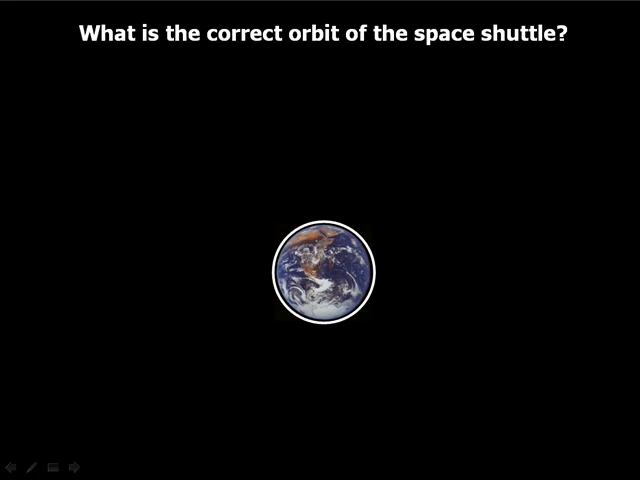 What is the correct orbit of the space shuttle?